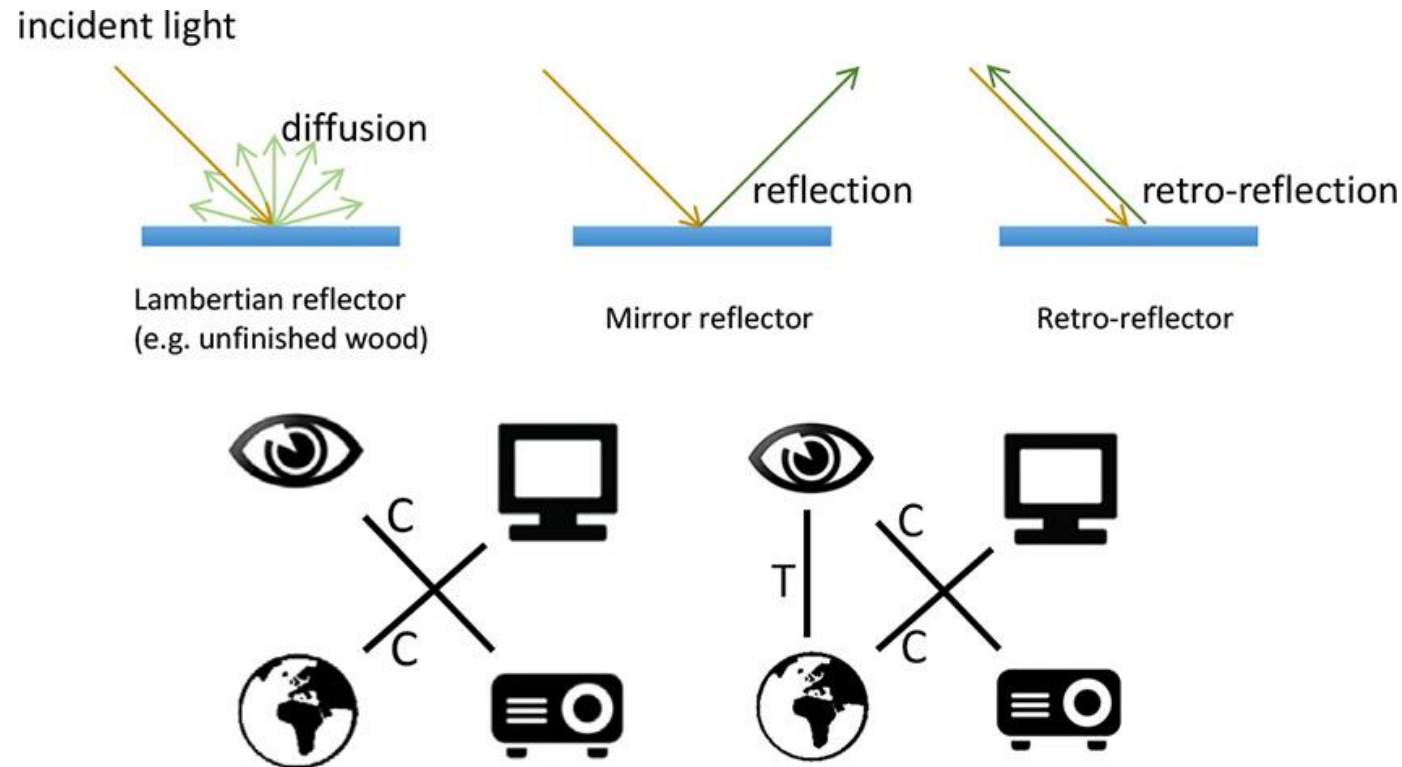 incident light
diffusion
reflection
retro-reflection
Lambertian reflector
(e.g. unfinished wood)
Mirror reflector
Retro-reflector
C
C
T
C
C